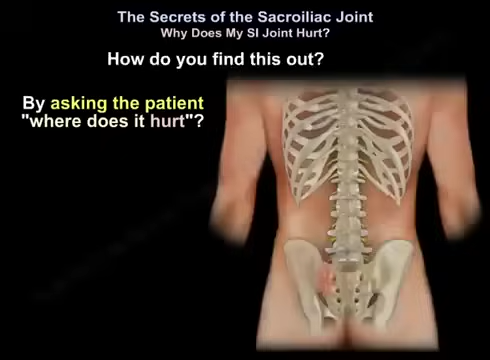 The Secrets of the Sacroiliac Joint
Why Does My SI Joint Hurt?
How do you find this out?
By asking the patient
"where does it hurt"?